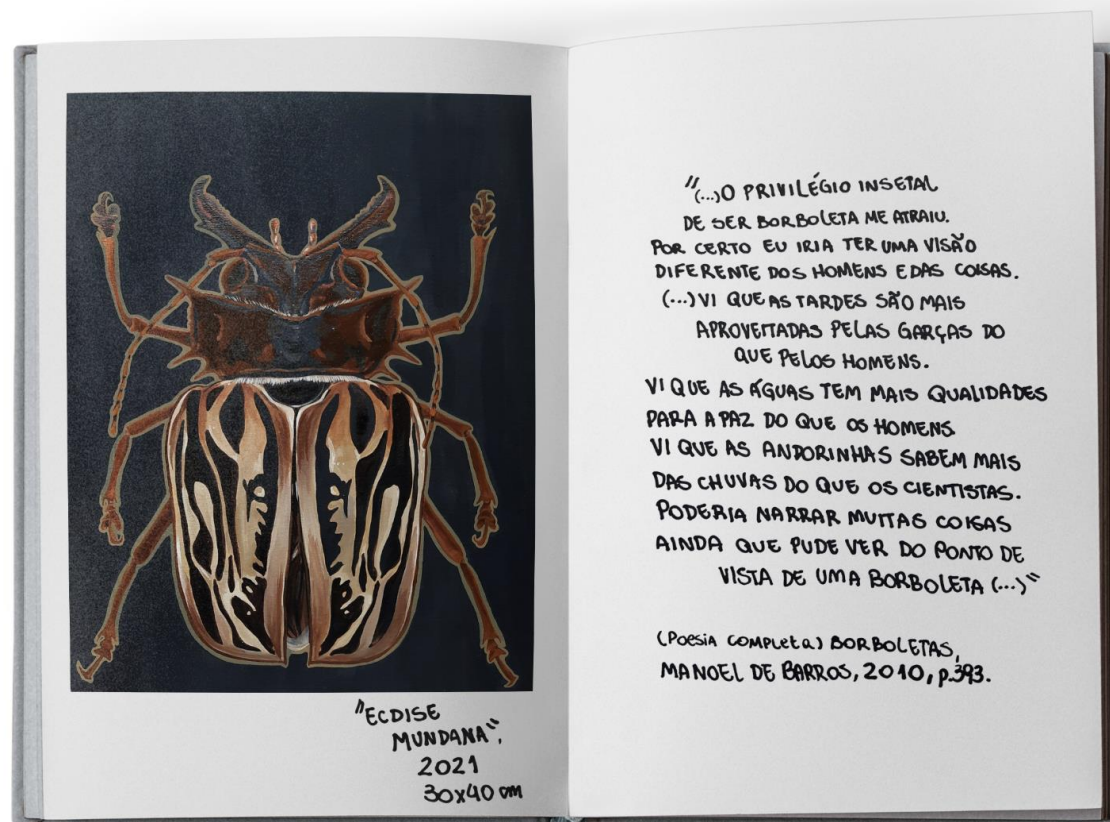 "ECDISE
MUNDANA",
2021
30x40 cm
"(...)O PRIVILÉGIO INSETAL
DE SER BORBOLETA ME ATRAIU.
POR CERTO EU IRIA TER UMA VISÃO
DIFERENTE DOS HOMENS E DAS COISAS.
(...) VI QUE AS TARDES SÃO MAIS
APROVEITADAS PELAS GARÇAS DO
QUE PELOS HOMENS.
VI QUE AS ÁGUAS TEM MAIS QUALIDADES
PARA A PAZ DO QUE OS HOMENS
VI QUE AS ANDORINHAS SABEM MAIS
DAS CHUVAS DO QUE OS CIENTISTAS.
PODERIA NARRAR MUITAS COISAS
AINDA QUE PUDE VER DO PONTO DE
VISTA DE UMA BORBOLETA (...)"
(POESIA COMPLETA) BORBOLETAS,
MANOEL DE BARROS, 2010, p.393.